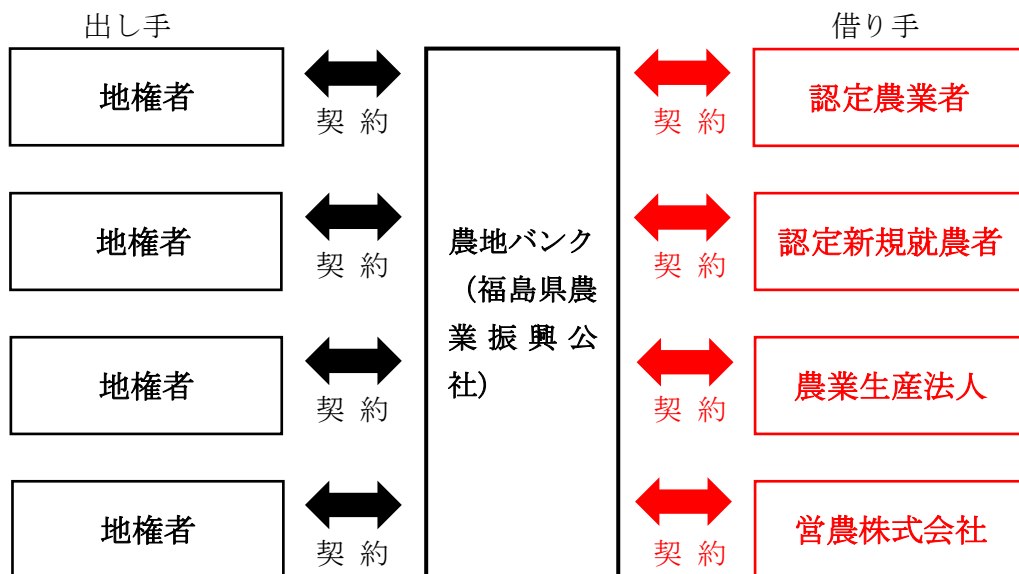 出し手
借り手
地権者
契約
契約
認定農業者
地権者
契約
農地バンク
（福島県農
業振興公
社）
契約
認定新規就農者
地権者
契約
契約
農業生産法人
地権者
契約
契約
営農株式会社